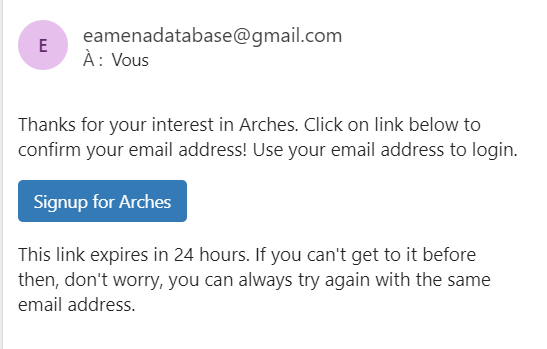 E
eamenadatabase@gmail.com
À : Vous
Thanks for your interest in Arches. Click on link below to
confirm your email address! Use your email address to login.
Signup for Arches
This link expires in 24 hours. If you can't get to it before
then, don't worry, you can always try again with the same
email address.